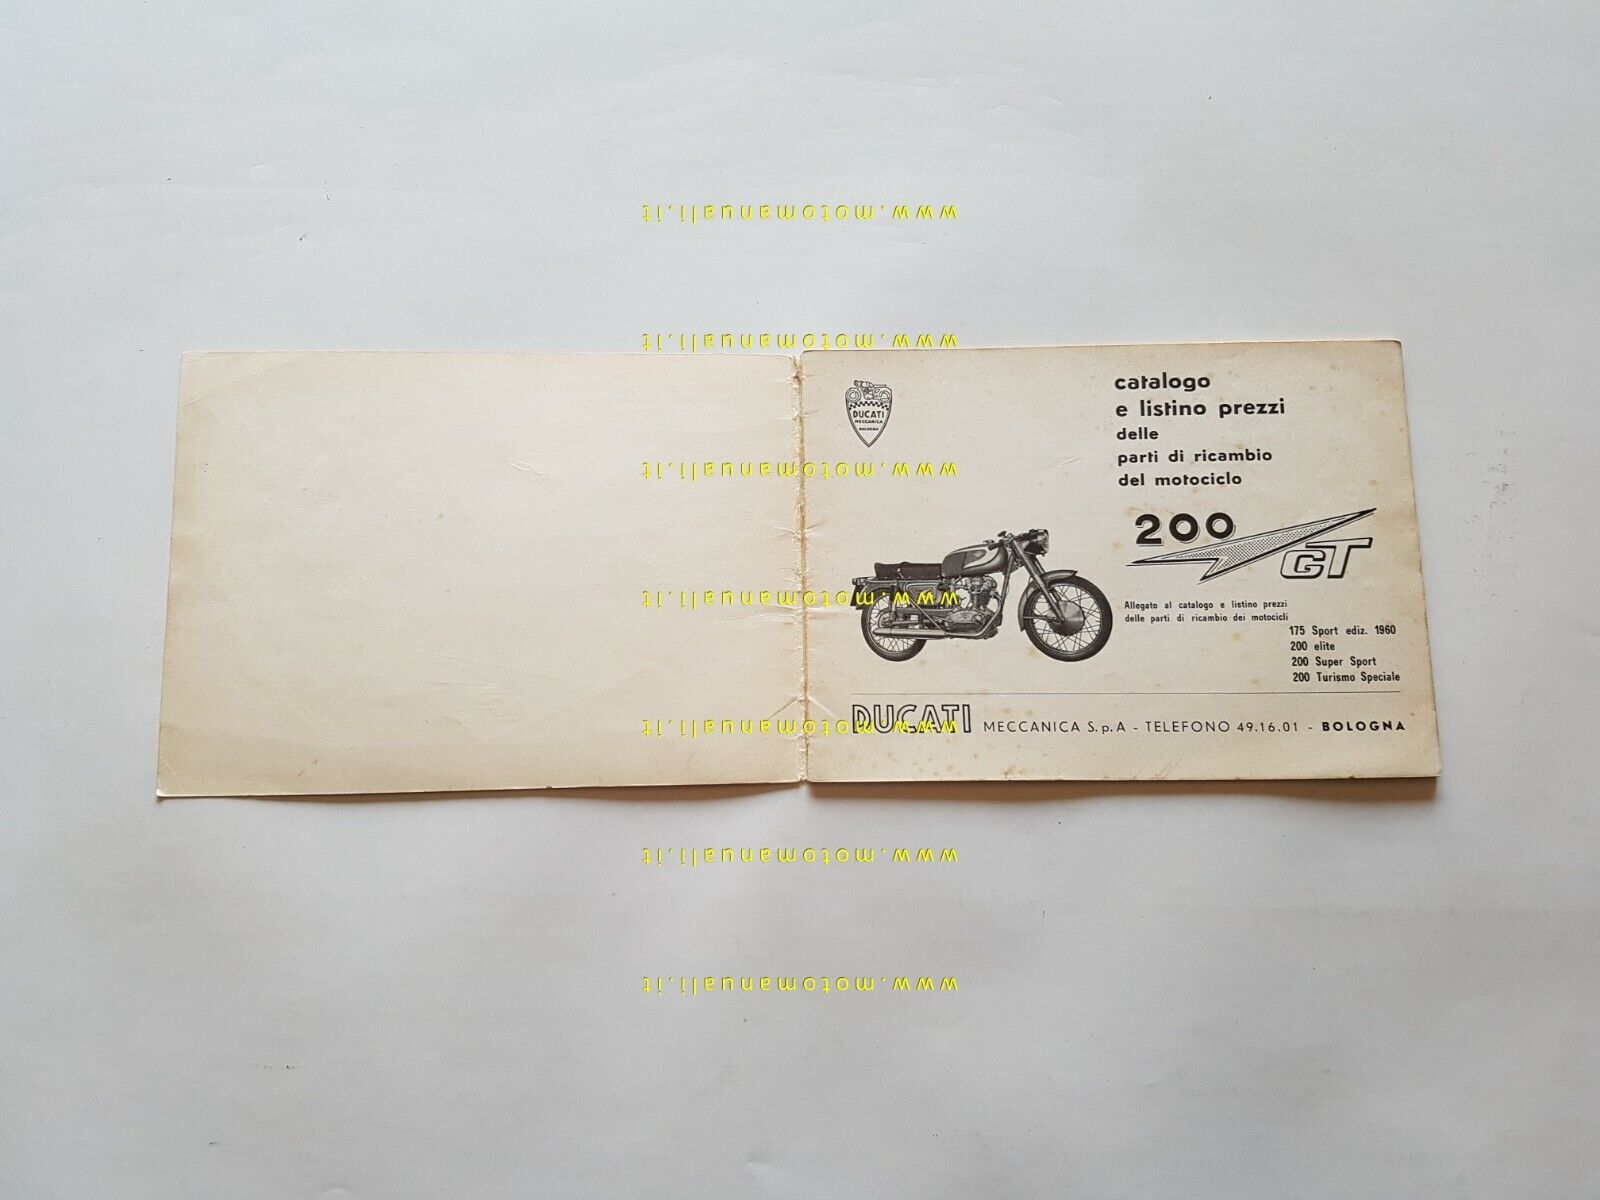 www.motomanuali.it
www.motomanuali.it
DUCATI
MECCANICA
BOLOGNA
catalogo
e listino prezzi
delle
parti di ricambio
del motociclo
www.motomanuali.it
200
GT
www.motomanuali.it
Allegato al catalogo e listino prezzi
delle parti di ricambio dei motocicli
175 Sport ediz. 1960
200 elite
200 Super Sport
200 Turismo Speciale
www.motomanuali.it
DUCATI MECCANICA S.p.A - TELEFONO 49.16.01 - BOLOGNA
www.motomanuali.it
www.motomanuali.it